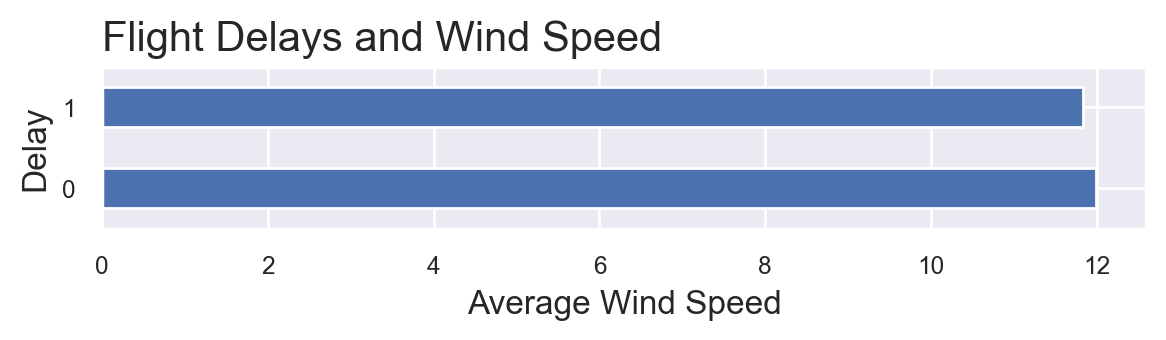 Flight Delays and Wind Speed
Delay
1
0
0 2 4 6 8 10 12
Average Wind Speed